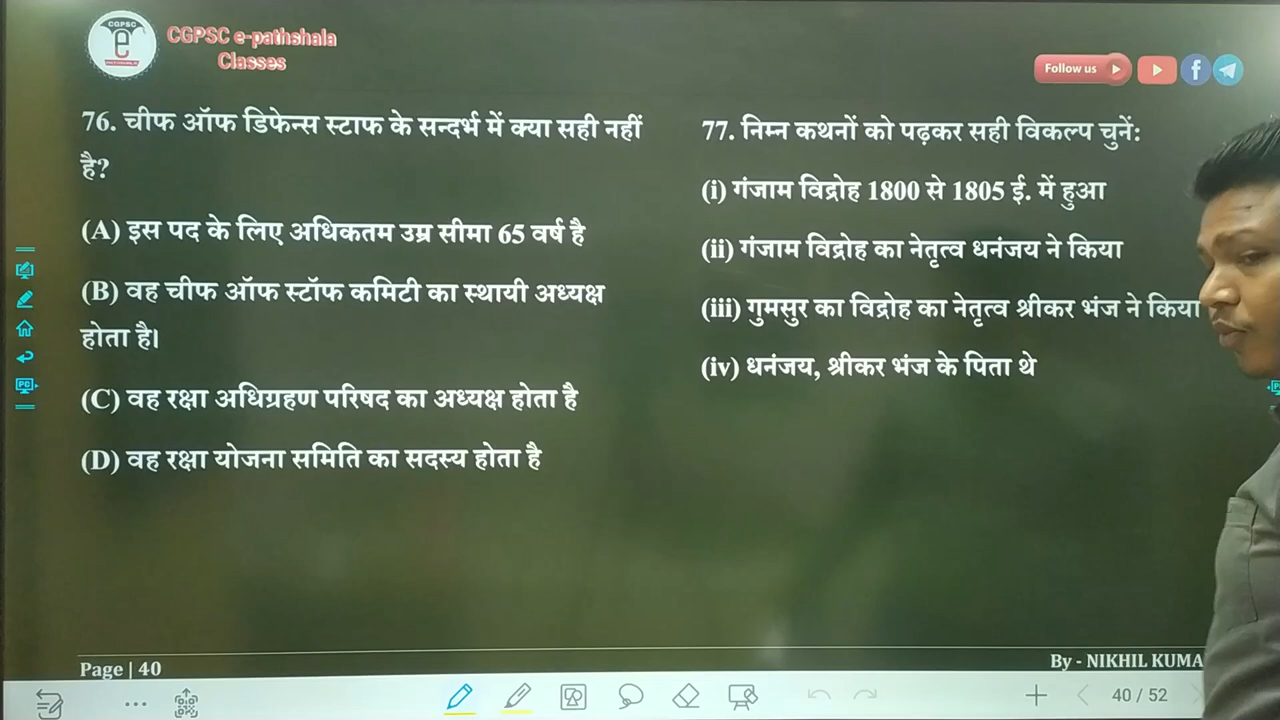 CGPSC
e
CGPSC e-pathshala
Classes
Follow us
76. चीफ ऑफ डिफेन्स स्टाफ के सन्दर्भ में क्या सही नहीं
है?
(A) इस पद के लिए अधिकतम उम्र सीमा 65 वर्ष है
(B) वह चीफ ऑफ स्टॉफ कमिटी का स्थायी अध्यक्ष
होता है।
(C) वह रक्षा अधिग्रहण परिषद का अध्यक्ष होता है
(D) वह रक्षा योजना समिति का सदस्य होता है
77. निम्न कथनों को पढ़कर सही विकल्प चुनें:
(i) गंजाम विद्रोह 1800 से 1805 ई. में हुआ
(ii) गंजाम विद्रोह का नेतृत्व धनंजय ने किया
(iii) गुमसुर का विद्रोह का नेतृत्व श्रीकर भंज ने किया
(iv) धनंजय, श्रीकर भंज के पिता थे
PC
Page | 40
By - NIKHIL KUMA
40 / 52